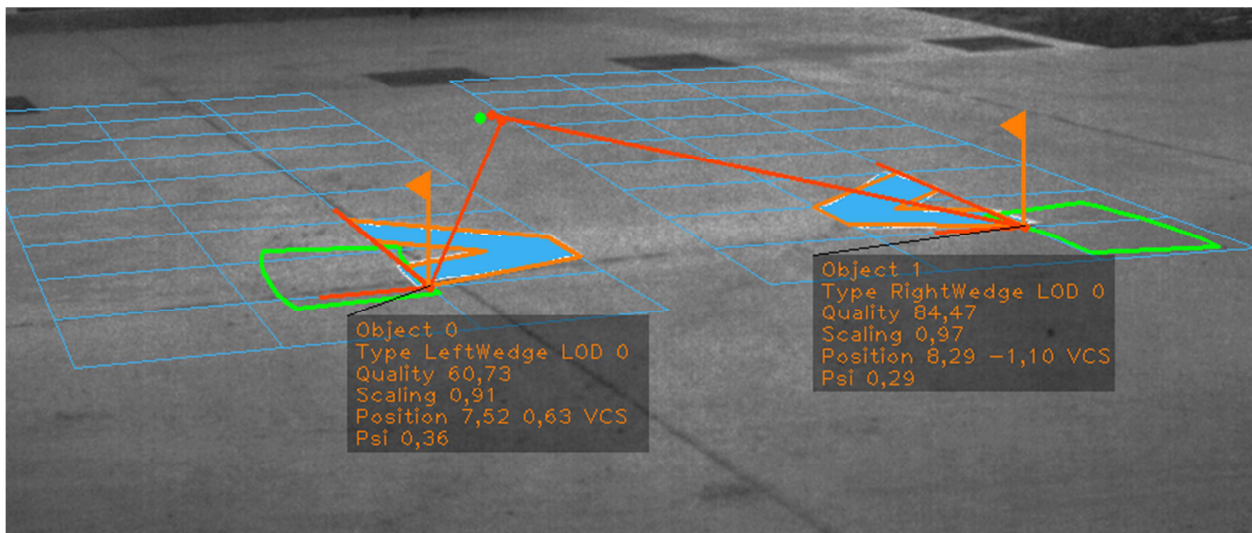 Object 0
Type LeftWedge LOD 0
Quality 60,73
Scaling 0,91
Position 7,52 0,63 VCS
Psi 0,36
Object 1
Type RightWedge LOD 0
Quality 84,47
Scaling 0,97
Position 8,29 -1,10 VCS
Psi 0,29